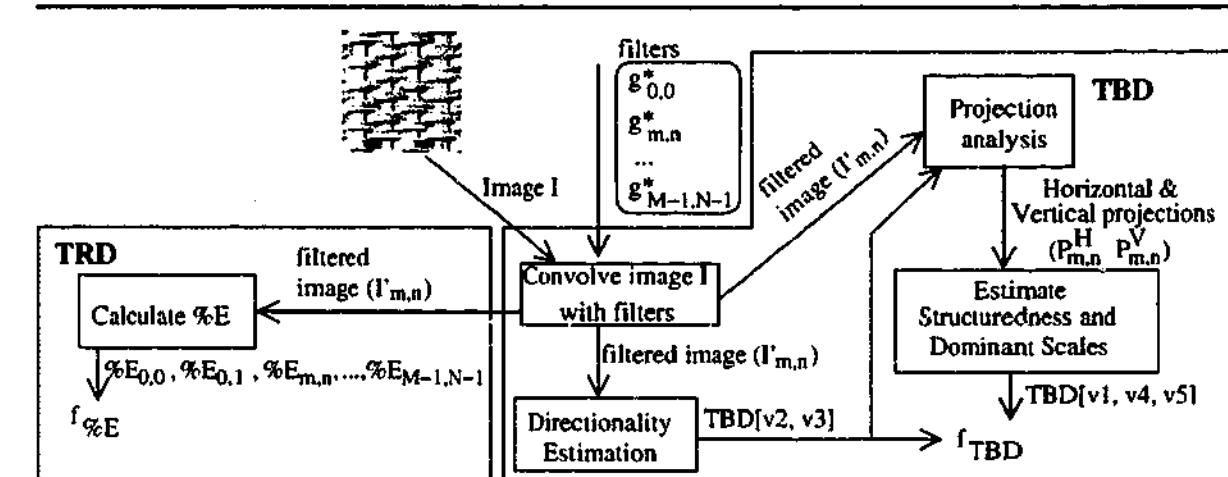 filters
g*0,0
g*m,n
...
g*M-1,N-1
Image I
filtered
image (I'm,n)
TBD
Projection
analysis
Horizontal &
Vertical projections
(P^H m,n P^V m,n)
Estimate
Structuredness and
Dominant Scales
TBD[v1, v4, v5]
TRD
filtered
image (I'm,n)
Calculate %E
%E0,0 , %E0,1 , %Em,n,...,%EM-1,N-1
f%E
Convolve image I
with filters
filtered image (I'm,n)
Directionality
Estimation
TBD[v2, v3]
fTBD